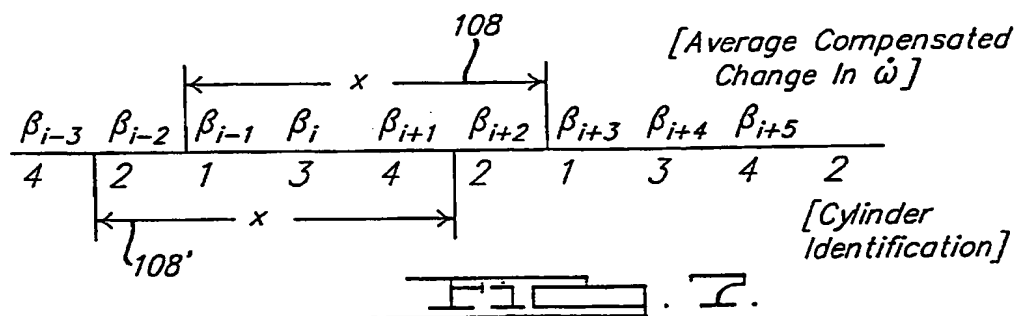 108
[Average Compensated
Change In ω̇]
x
β_{i-3} β_{i-2} β_{i-1} β_i β_{i+1} β_{i+2} β_{i+3} β_{i+4} β_{i+5}
4 2 1 3 4 2 1 3 4 2
x
[Cylinder
Identification]
108'